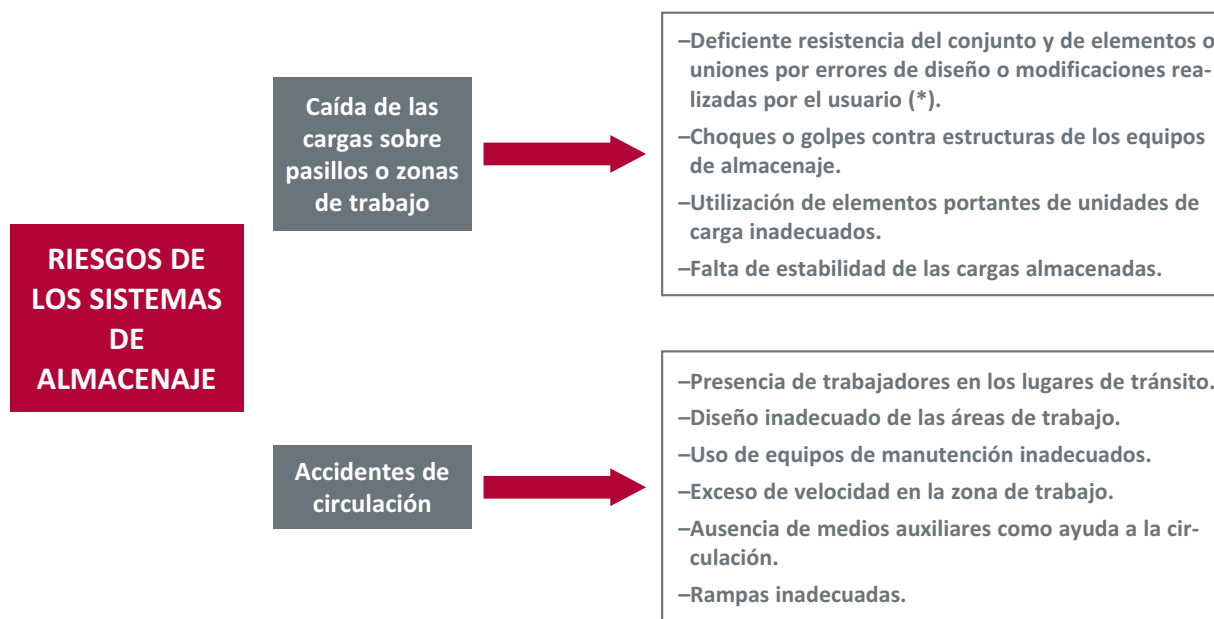 RIESGOS DE
LOS SISTEMAS
DE
ALMACENAJE
Caída de las
cargas sobre
pasillos o zonas
de trabajo
–Deficiente resistencia del conjunto y de elementos o
uniones por errores de diseño o modificaciones rea-
lizadas por el usuario (*).
–Choques o golpes contra estructuras de los equipos
de almacenaje.
–Utilización de elementos portantes de unidades de
carga inadecuados.
–Falta de estabilidad de las cargas almacenadas.
Accidentes de
circulación
–Presencia de trabajadores en los lugares de tránsito.
–Diseño inadecuado de las áreas de trabajo.
–Uso de equipos de manutención inadecuados.
–Exceso de velocidad en la zona de trabajo.
–Ausencia de medios auxiliares como ayuda a la cir-
culación.
–Rampas inadecuadas.